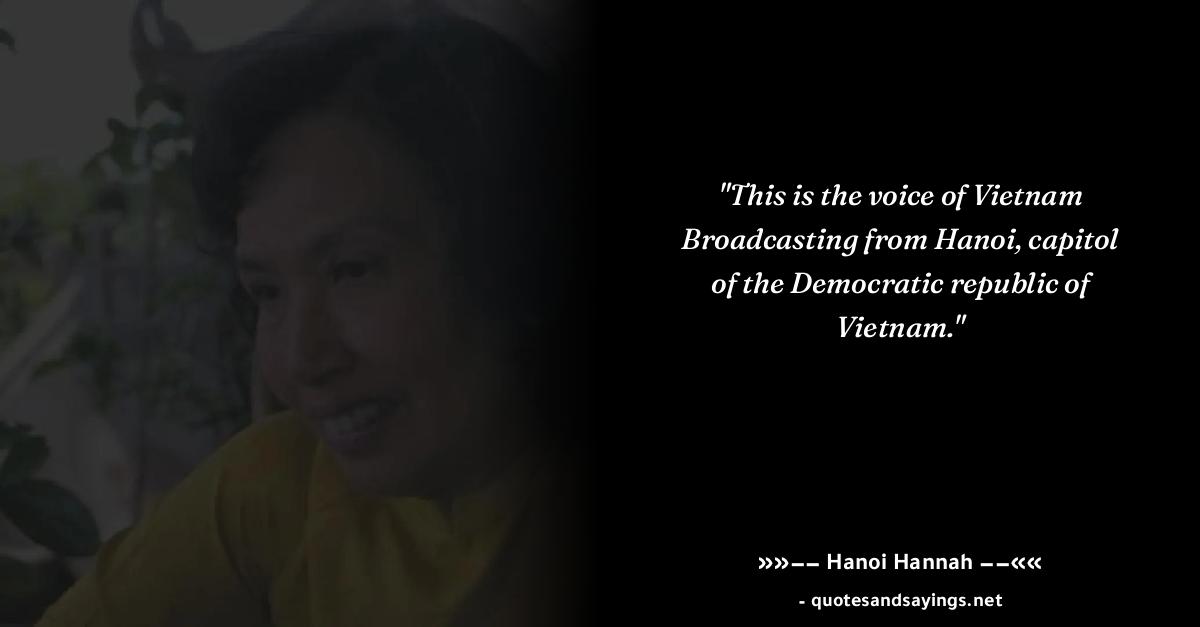 "This is the voice of Vietnam
Broadcasting from Hanoi, capitol
of the Democratic republic of
Vietnam."
»»-- Hanoi Hannah --««
- quotesandsayings.net